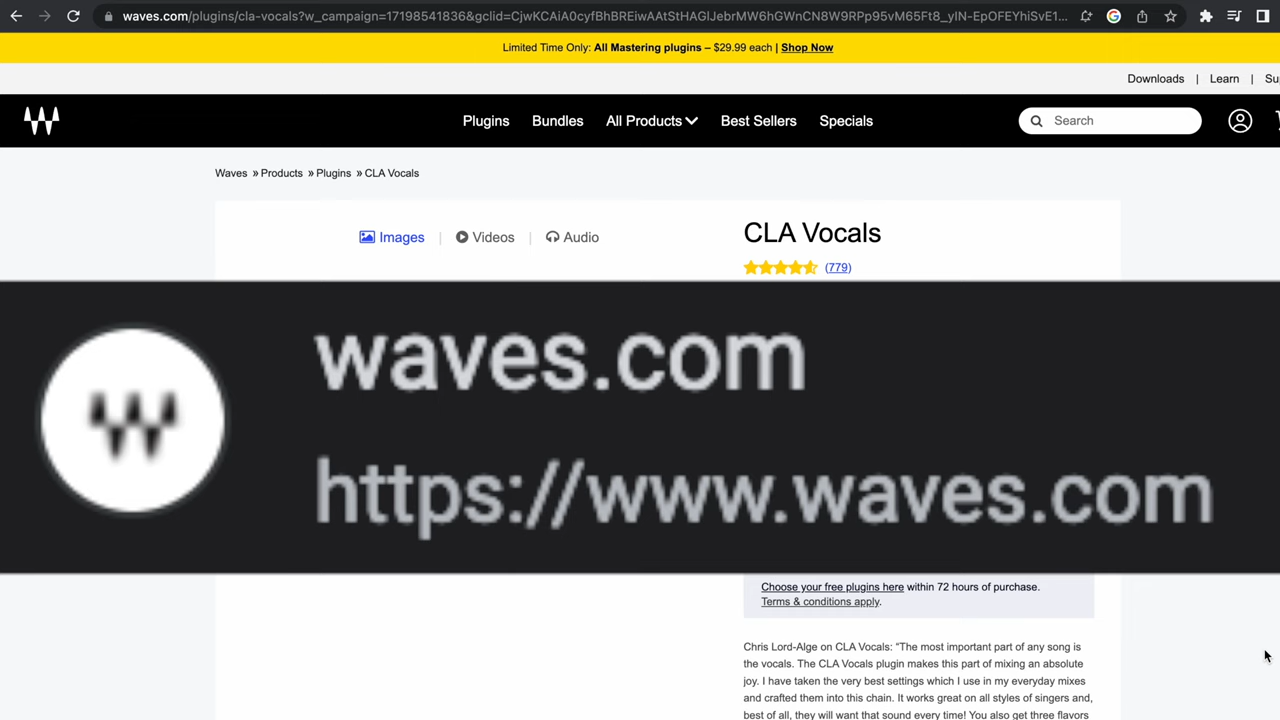 waves.com/plugins/cla-vocals?w_campaign=17198541836&gclid=CjwKCAiA0cyfBhBREiwAAtStHAGlJebrMW6hGWnCN8W9RPp95vM65Ft8_ylN-EpOFEYhiSvE1...
Limited Time Only: All Mastering plugins – $29.99 each | Shop Now
Downloads | Learn | Su
Plugins Bundles All Products Best Sellers Specials Search
Waves » Products » Plugins » CLA Vocals
Images | Videos | Audio
CLA Vocals
(779)
waves.com
https://www.waves.com
Choose your free plugins here within 72 hours of purchase.
Terms & conditions apply.
Chris Lord-Alge on CLA Vocals: “The most important part of any song is
the vocals. The CLA Vocals plugin makes this part of mixing an absolute
joy. I have taken the very best settings which I use in my everyday mixes
and crafted them into this chain. It works great on all styles of singers and,
best of all, they will want that sound every time! You also get three flavors